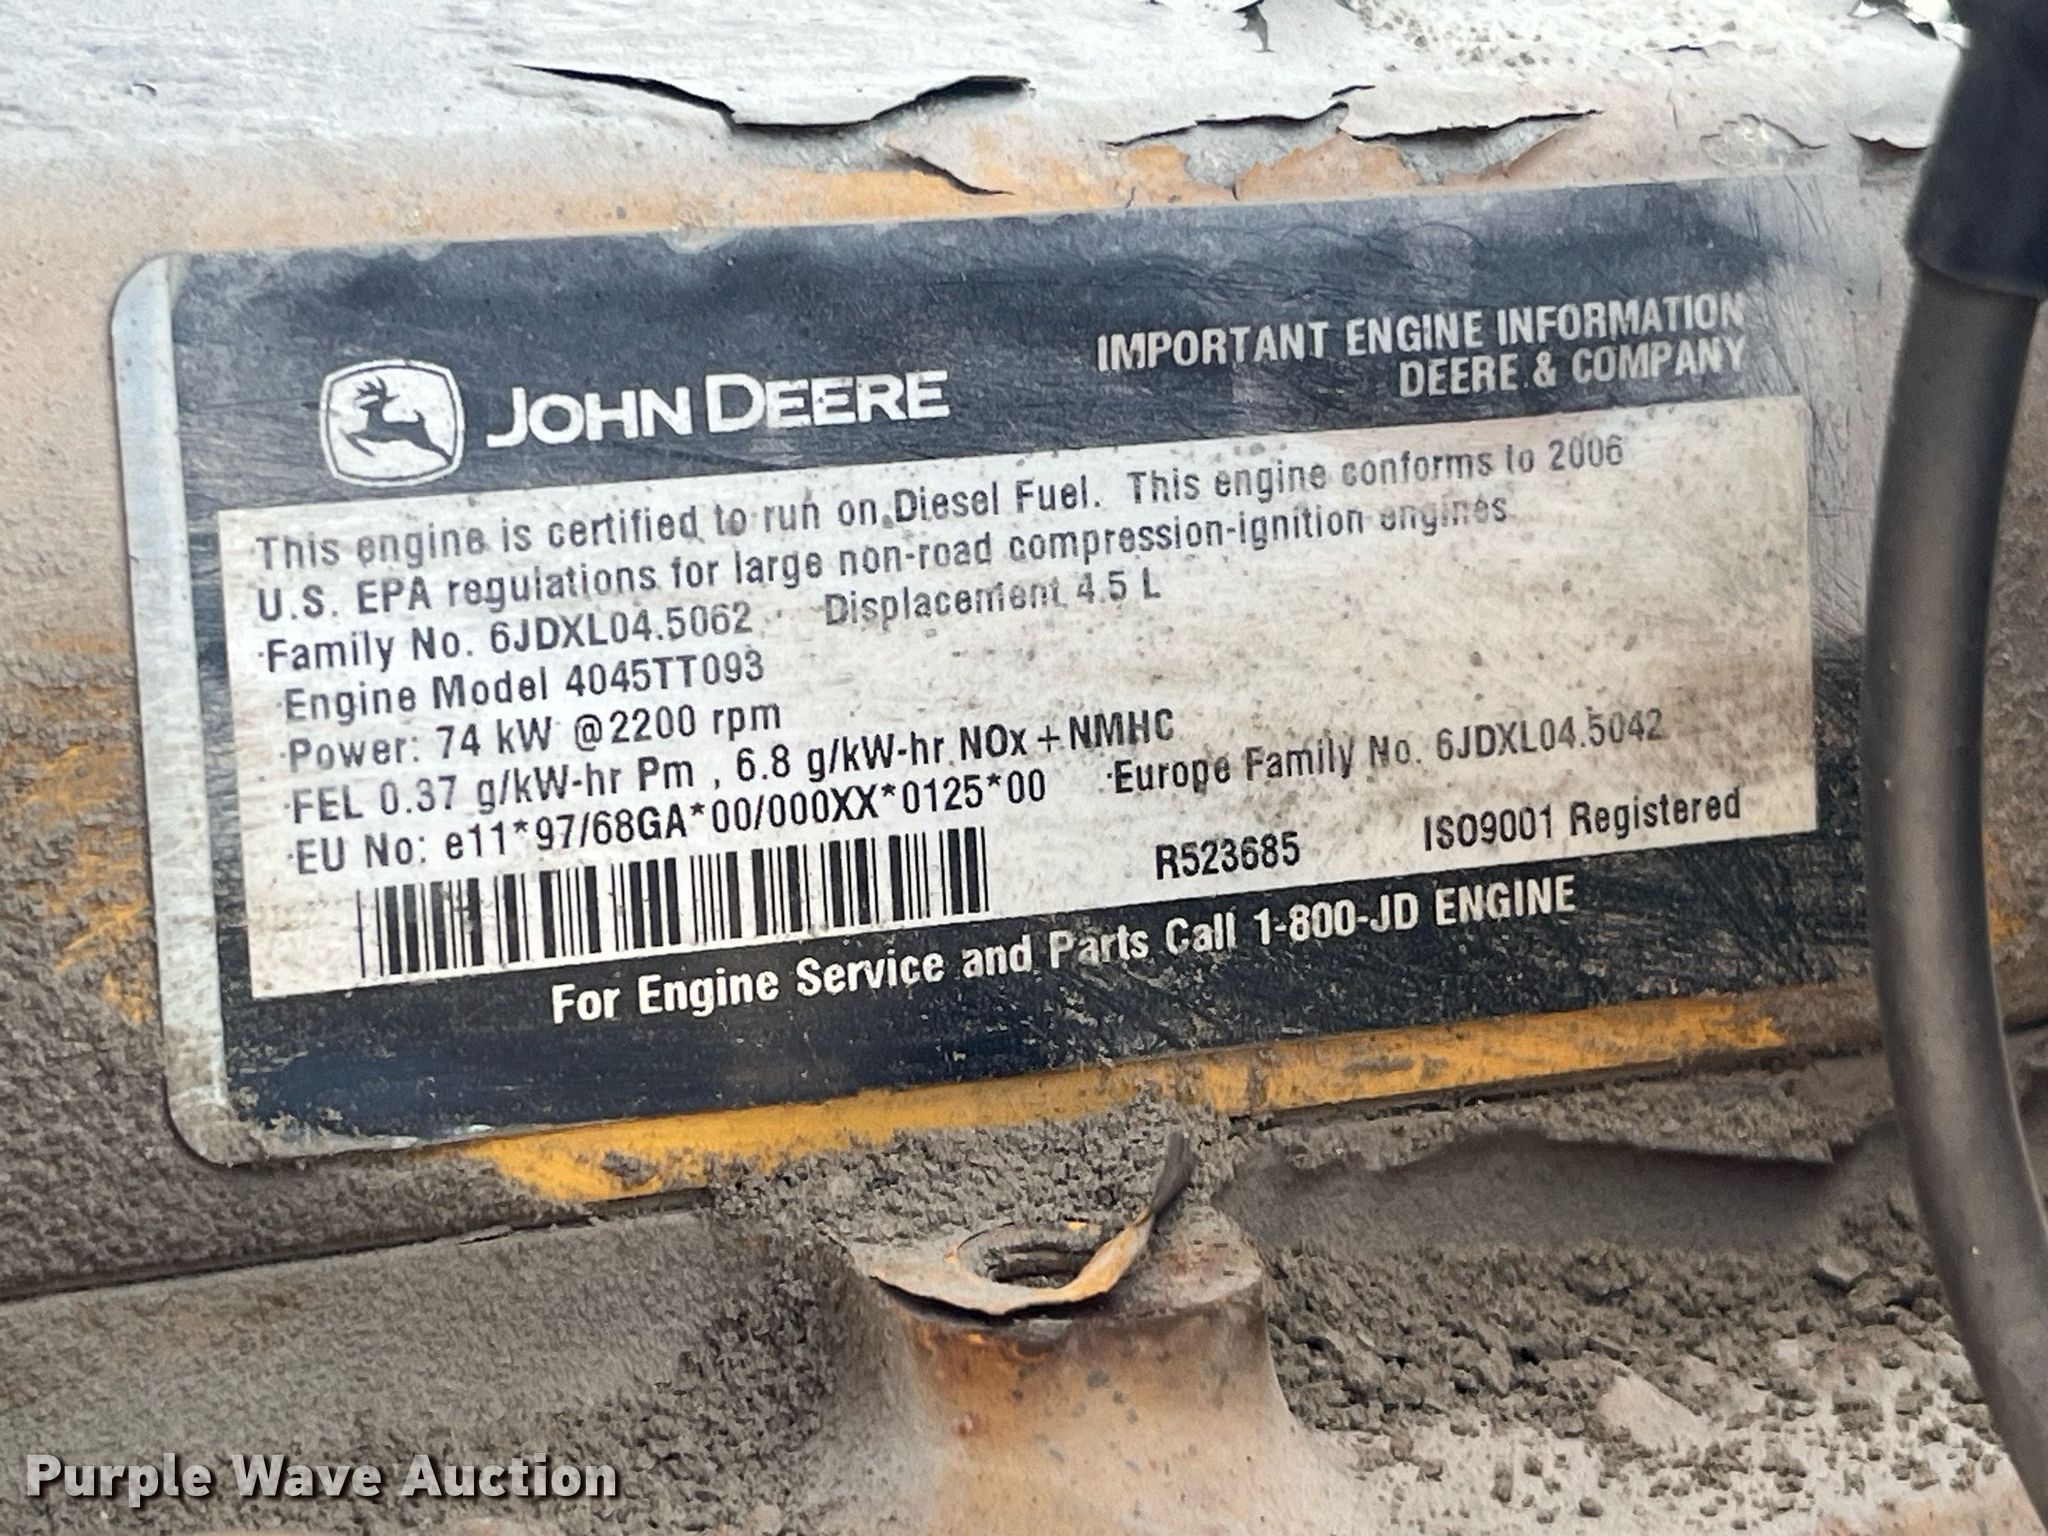 JOHN DEERE
IMPORTANT ENGINE INFORMATION
DEERE & COMPANY
This engine is certified to run on Diesel Fuel. This engine conforms to 2006
U.S. EPA regulations for large non-road compression-ignition engines.
Family No. 6JDXL04.5062 Displacement 4.5 L
Engine Model 4045TT093
Power: 74 kW @2200 rpm
FEL 0.37 g/kW-hr Pm , 6.8 g/kW-hr NOx + NMHC
EU No: e11*97/68GA*00/000XX*0125*00 Europe Family No. 6JDXL04.5042
R523685 ISO9001 Registered
For Engine Service and Parts Call 1-800-JD ENGINE
Purple Wave Auction